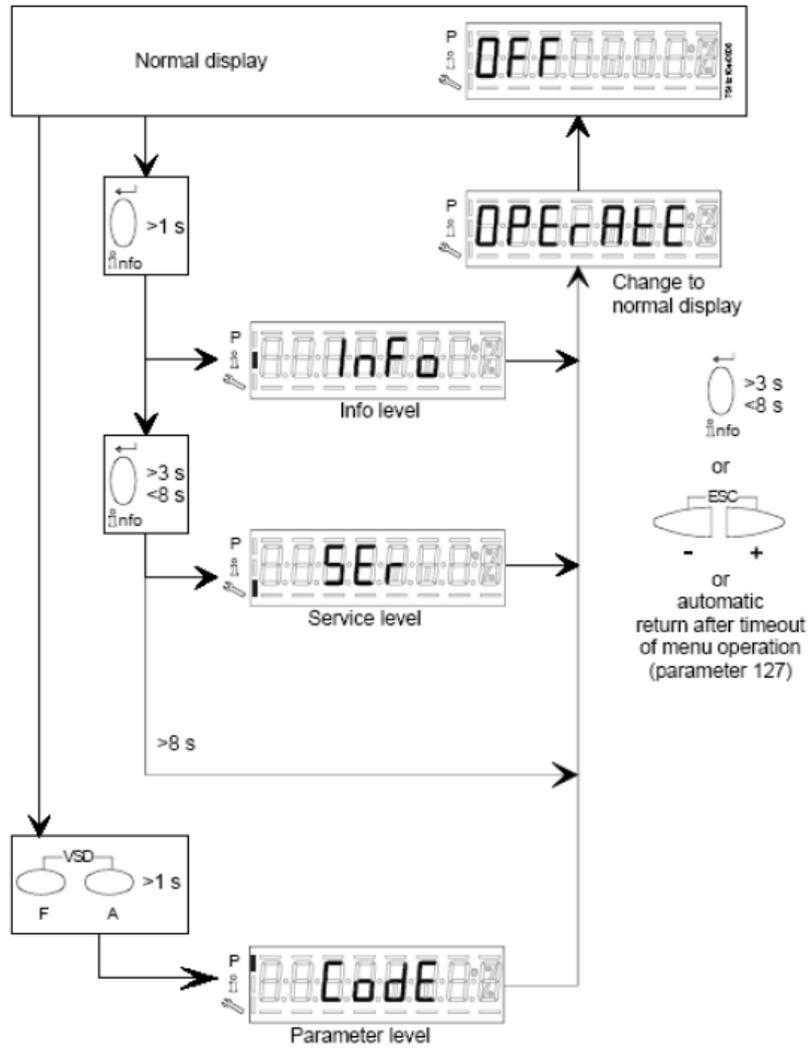 Normal display
P
OFF
i
>1 s
info
P
OPErAtE
i
Change to
normal display
P
InFo
i
Info level
>3 s
<8 s
info
>3 s
<8 s
info
or
ESC
- +
or
automatic
return after timeout
of menu operation
(parameter 127)
P
SEr
i
Service level
>8 s
VSD
>1 s
F A
P
CodE
i
Parameter level